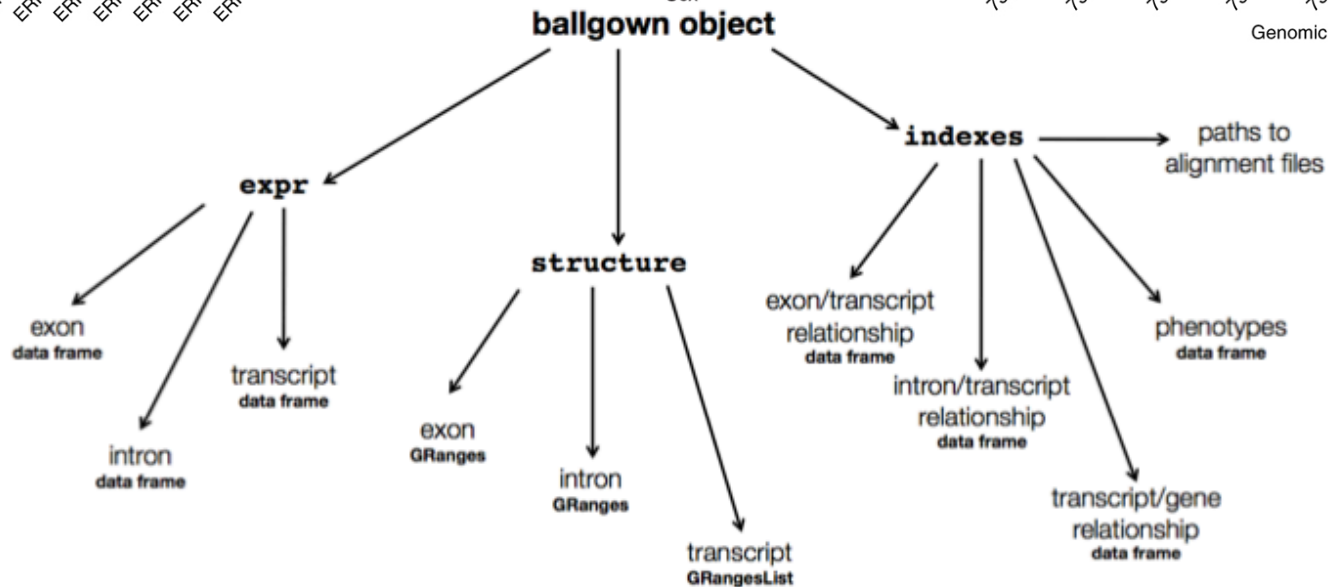 ballgown object
Genomic
indexes
paths to
alignment files
expr
structure
exon
data frame
transcript
data frame
intron
data frame
exon
GRanges
intron
GRanges
transcript
GRangesList
exon/transcript
relationship
data frame
intron/transcript
relationship
data frame
transcript/gene
relationship
data frame
phenotypes
data frame